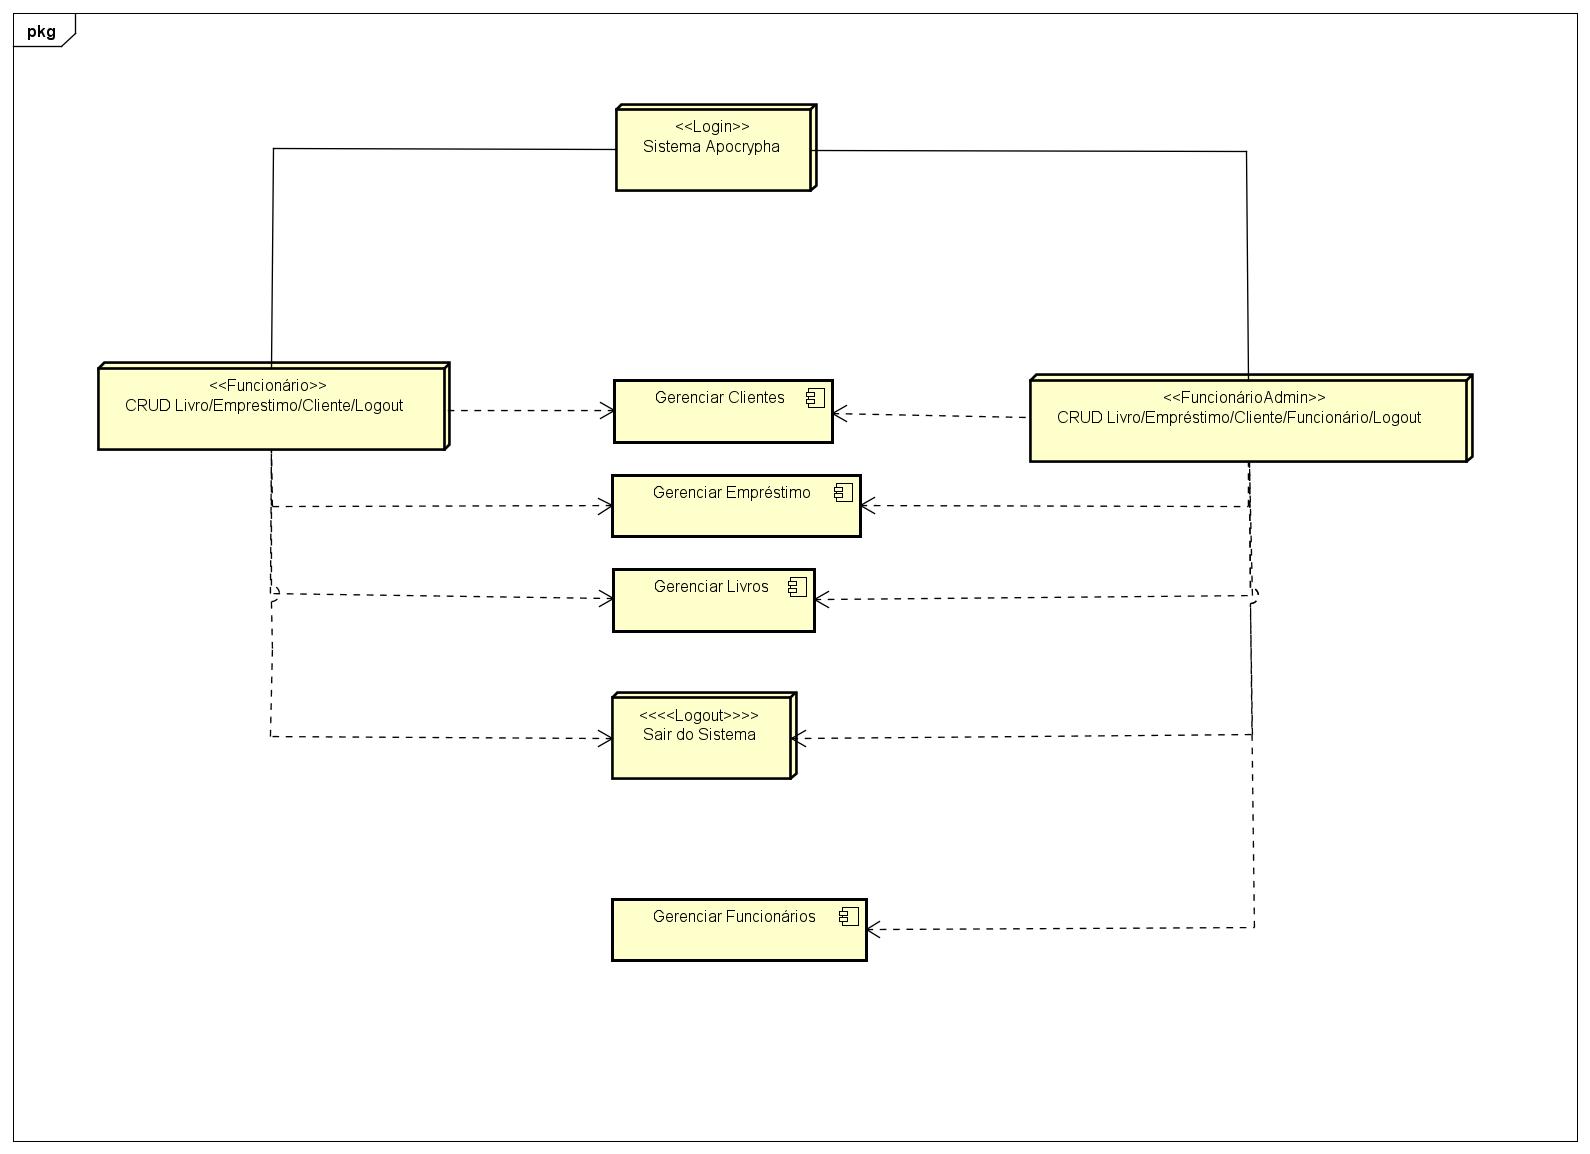 pkg
<<Login>>
Sistema Apocrypha
<<Funcionário>>
CRUD Livro/Emprestimo/Cliente/Logout
Gerenciar Clientes
<<FuncionárioAdmin>>
CRUD Livro/Empréstimo/Cliente/Funcionário/Logout
Gerenciar Empréstimo
Gerenciar Livros
<<<<Logout>>>>
Sair do Sistema
Gerenciar Funcionários